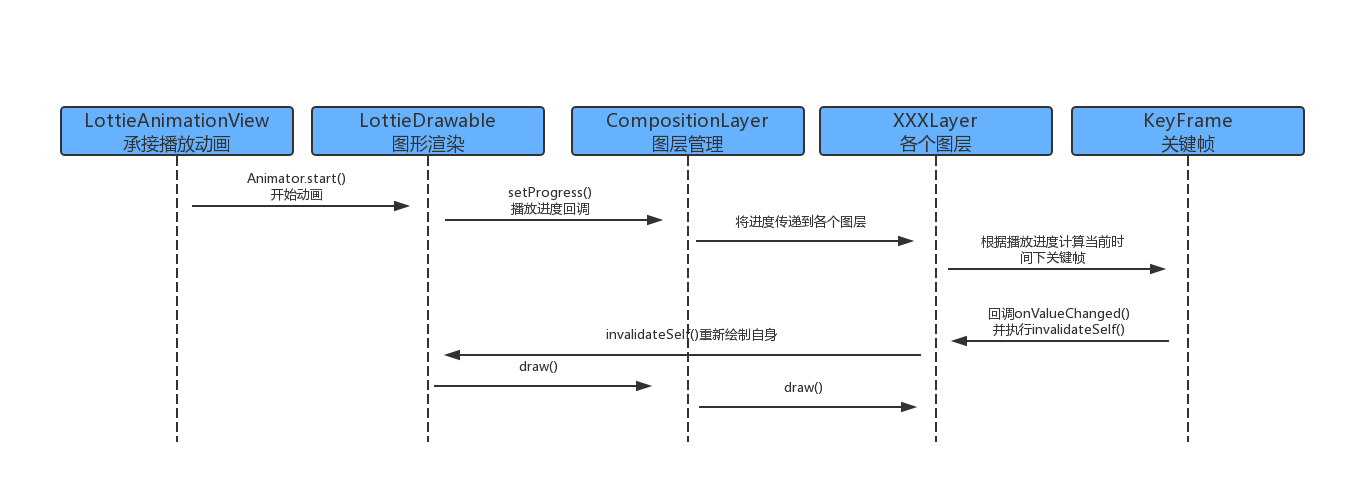 LottieAnimationView
承接播放动画
LottieDrawable
图形渲染
CompositionLayer
图层管理
XXXLayer
各个图层
KeyFrame
关键帧
Animator.start()
开始动画
setProgress()
播放进度回调
将进度传递到各个图层
根据播放进度计算当前时
间下关键帧
回调onValueChanged()
并执行invalidateSelf()
invalidateSelf()重新绘制自身
draw()
draw()